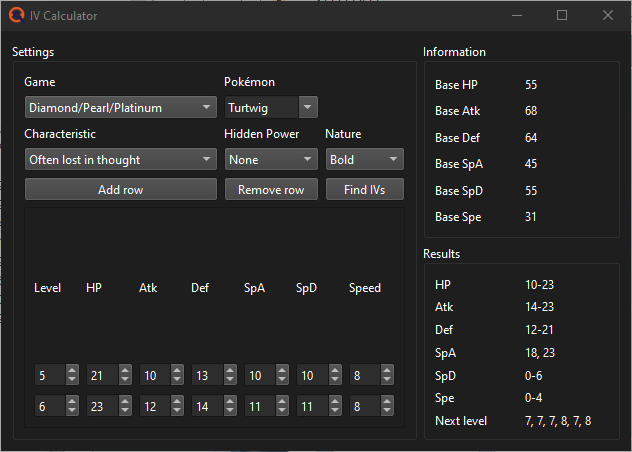 IV Calculator
Settings
Game Pokémon
Diamond/Pearl/Platinum Turtwig
Characteristic Hidden Power Nature
Often lost in thought None Bold
Add row Remove row Find IVs
Level HP Atk Def SpA SpD Speed
5 21 10 13 10 10 8
6 23 12 14 11 11 8
Information
Base HP 55
Base Atk 68
Base Def 64
Base SpA 45
Base SpD 55
Base Spe 31
Results
HP 10-23
Atk 14-23
Def 12-21
SpA 18, 23
SpD 0-6
Spe 0-4
Next level 7, 7, 7, 8, 7, 8